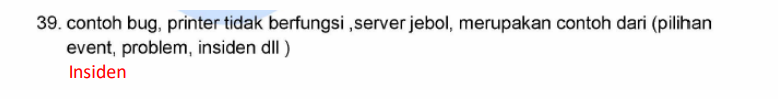 39. contoh bug, printer tidak berfungsi ,server jebol, merupakan contoh dari (pilihan
event, problem, insiden dll )
Insiden